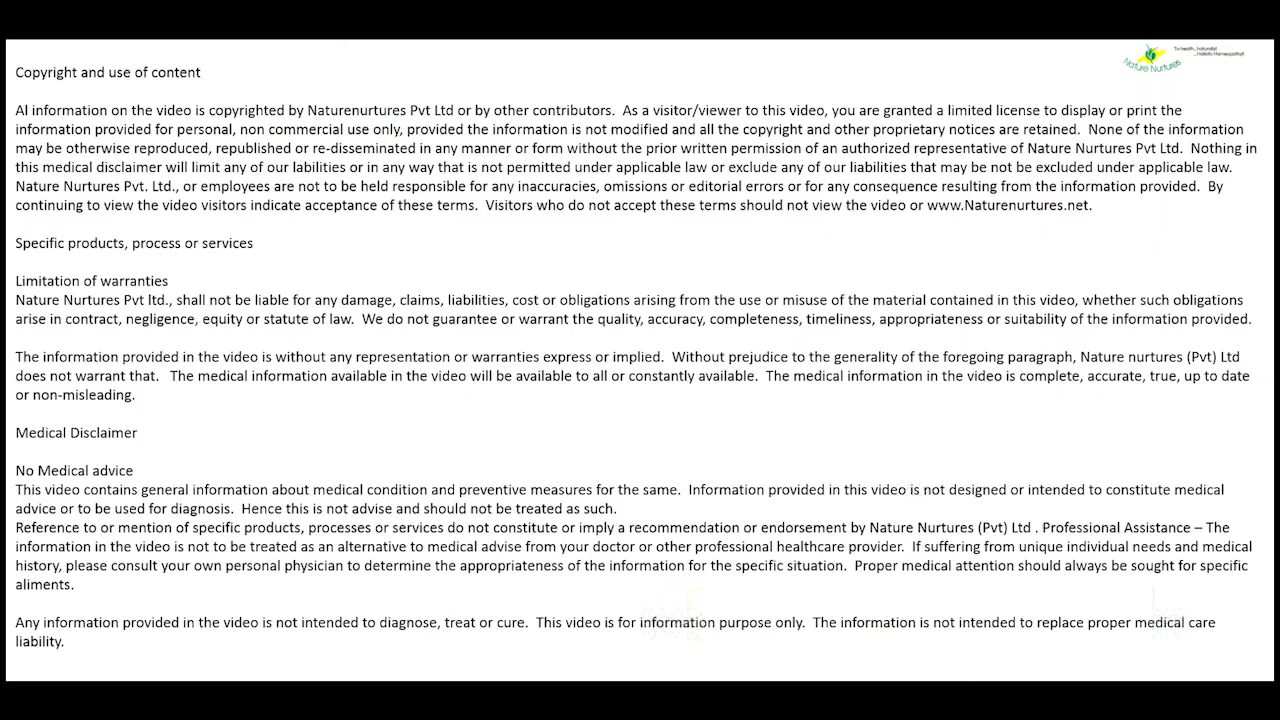 To health...naturally!
...Holistic Homeopathy!!
Nature Nurtures
Copyright and use of content
Al information on the video is copyrighted by Naturenurtures Pvt Ltd or by other contributors.  As a visitor/viewer to this video, you are granted a limited license to display or print the
information provided for personal, non commercial use only, provided the information is not modified and all the copyright and other proprietary notices are retained.  None of the information
may be otherwise reproduced, republished or re-disseminated in any manner or form without the prior written permission of an authorized representative of Nature Nurtures Pvt Ltd.  Nothing in
this medical disclaimer will limit any of our labilities or in any way that is not permitted under applicable law or exclude any of our liabilities that may be not be excluded under applicable law.
Nature Nurtures Pvt. Ltd., or employees are not to be held responsible for any inaccuracies, omissions or editorial errors or for any consequence resulting from the information provided.  By
continuing to view the video visitors indicate acceptance of these terms.  Visitors who do not accept these terms should not view the video or www.Naturenurtures.net.
Specific products, process or services
Limitation of warranties
Nature Nurtures Pvt ltd., shall not be liable for any damage, claims, liabilities, cost or obligations arising from the use or misuse of the material contained in this video, whether such obligations
arise in contract, negligence, equity or statute of law.  We do not guarantee or warrant the quality, accuracy, completeness, timeliness, appropriateness or suitability of the information provided.
The information provided in the video is without any representation or warranties express or implied.  Without prejudice to the generality of the foregoing paragraph, Nature nurtures (Pvt) Ltd
does not warrant that.   The medical information available in the video will be available to all or constantly available.  The medical information in the video is complete, accurate, true, up to date
or non-misleading.
Medical Disclaimer
No Medical advice
This video contains general information about medical condition and preventive measures for the same.  Information provided in this video is not designed or intended to constitute medical
advice or to be used for diagnosis.  Hence this is not advise and should not be treated as such.
Reference to or mention of specific products, processes or services do not constitute or imply a recommendation or endorsement by Nature Nurtures (Pvt) Ltd . Professional Assistance – The
information in the video is not to be treated as an alternative to medical advise from your doctor or other professional healthcare provider.  If suffering from unique individual needs and medical
history, please consult your own personal physician to determine the appropriateness of the information for the specific situation.  Proper medical attention should always be sought for specific
aliments.
Any information provided in the video is not intended to diagnose, treat or cure.  This video is for information purpose only.  The information is not intended to replace proper medical care
liability.